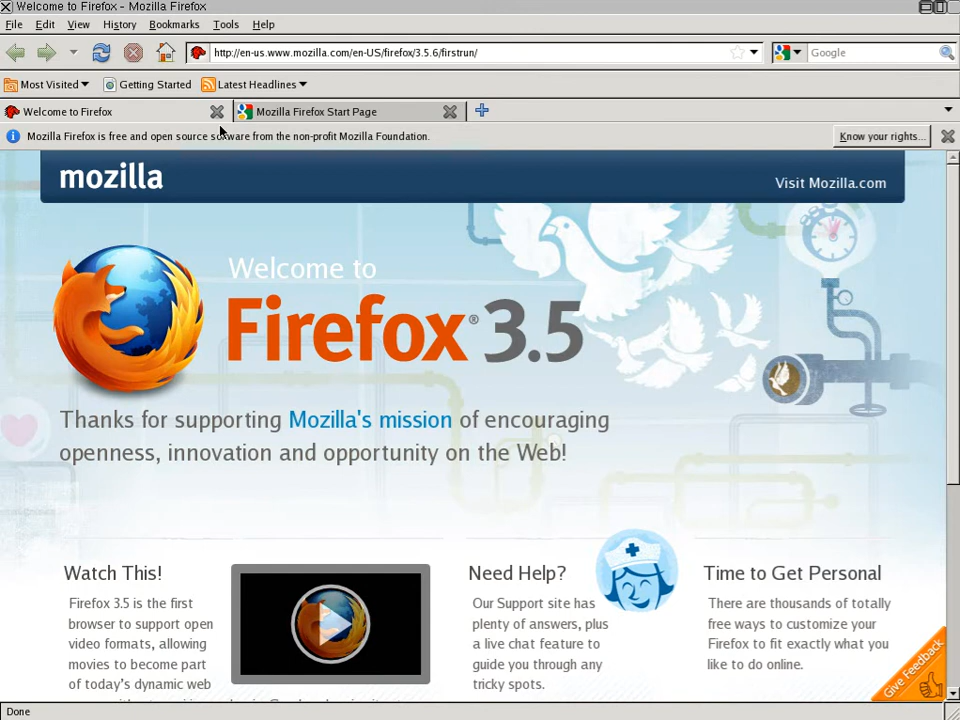 Welcome to Firefox - Mozilla Firefox
File Edit View History Bookmarks Tools Help
http://en-us.www.mozilla.com/en-US/firefox/3.5.6/firstrun/ Google
Most Visited Getting Started Latest Headlines
Welcome to Firefox Mozilla Firefox Start Page
Mozilla Firefox is free and open source software from the non-profit Mozilla Foundation. Know your rights...
mozilla Visit Mozilla.com
Welcome to
Firefox® 3.5
Thanks for supporting Mozilla's mission of encouraging
openness, innovation and opportunity on the Web!
Watch This!
Firefox 3.5 is the first
browser to support open
video formats, allowing
movies to become part
of today's dynamic web
Need Help?
Our Support site has
plenty of answers, plus
a live chat feature to
guide you through any
tricky spots.
Time to Get Personal
There are thousands of totally
free ways to customize your
Firefox to fit exactly what you
like to do online.
Give Feedback
Done